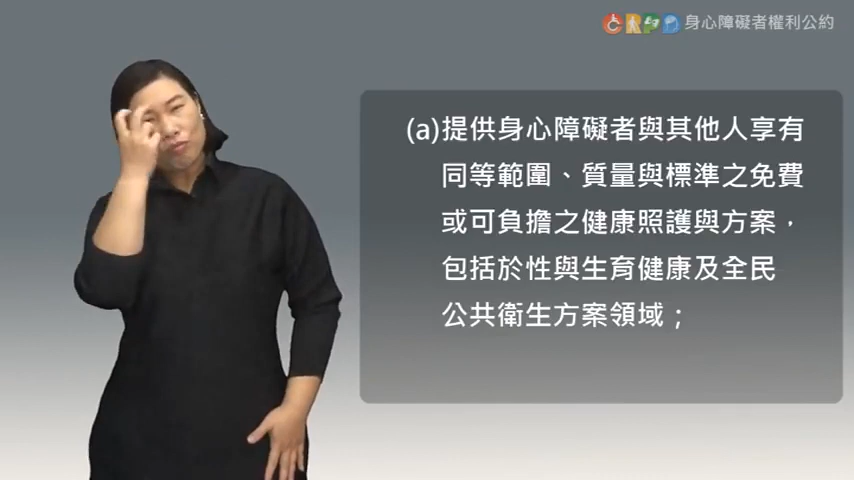 CRPD 身心障礙者權利公約
(a)提供身心障礙者與其他人享有
同等範圍、質量與標準之免費
或可負擔之健康照護與方案，
包括於性與生育健康及全民
公共衛生方案領域；